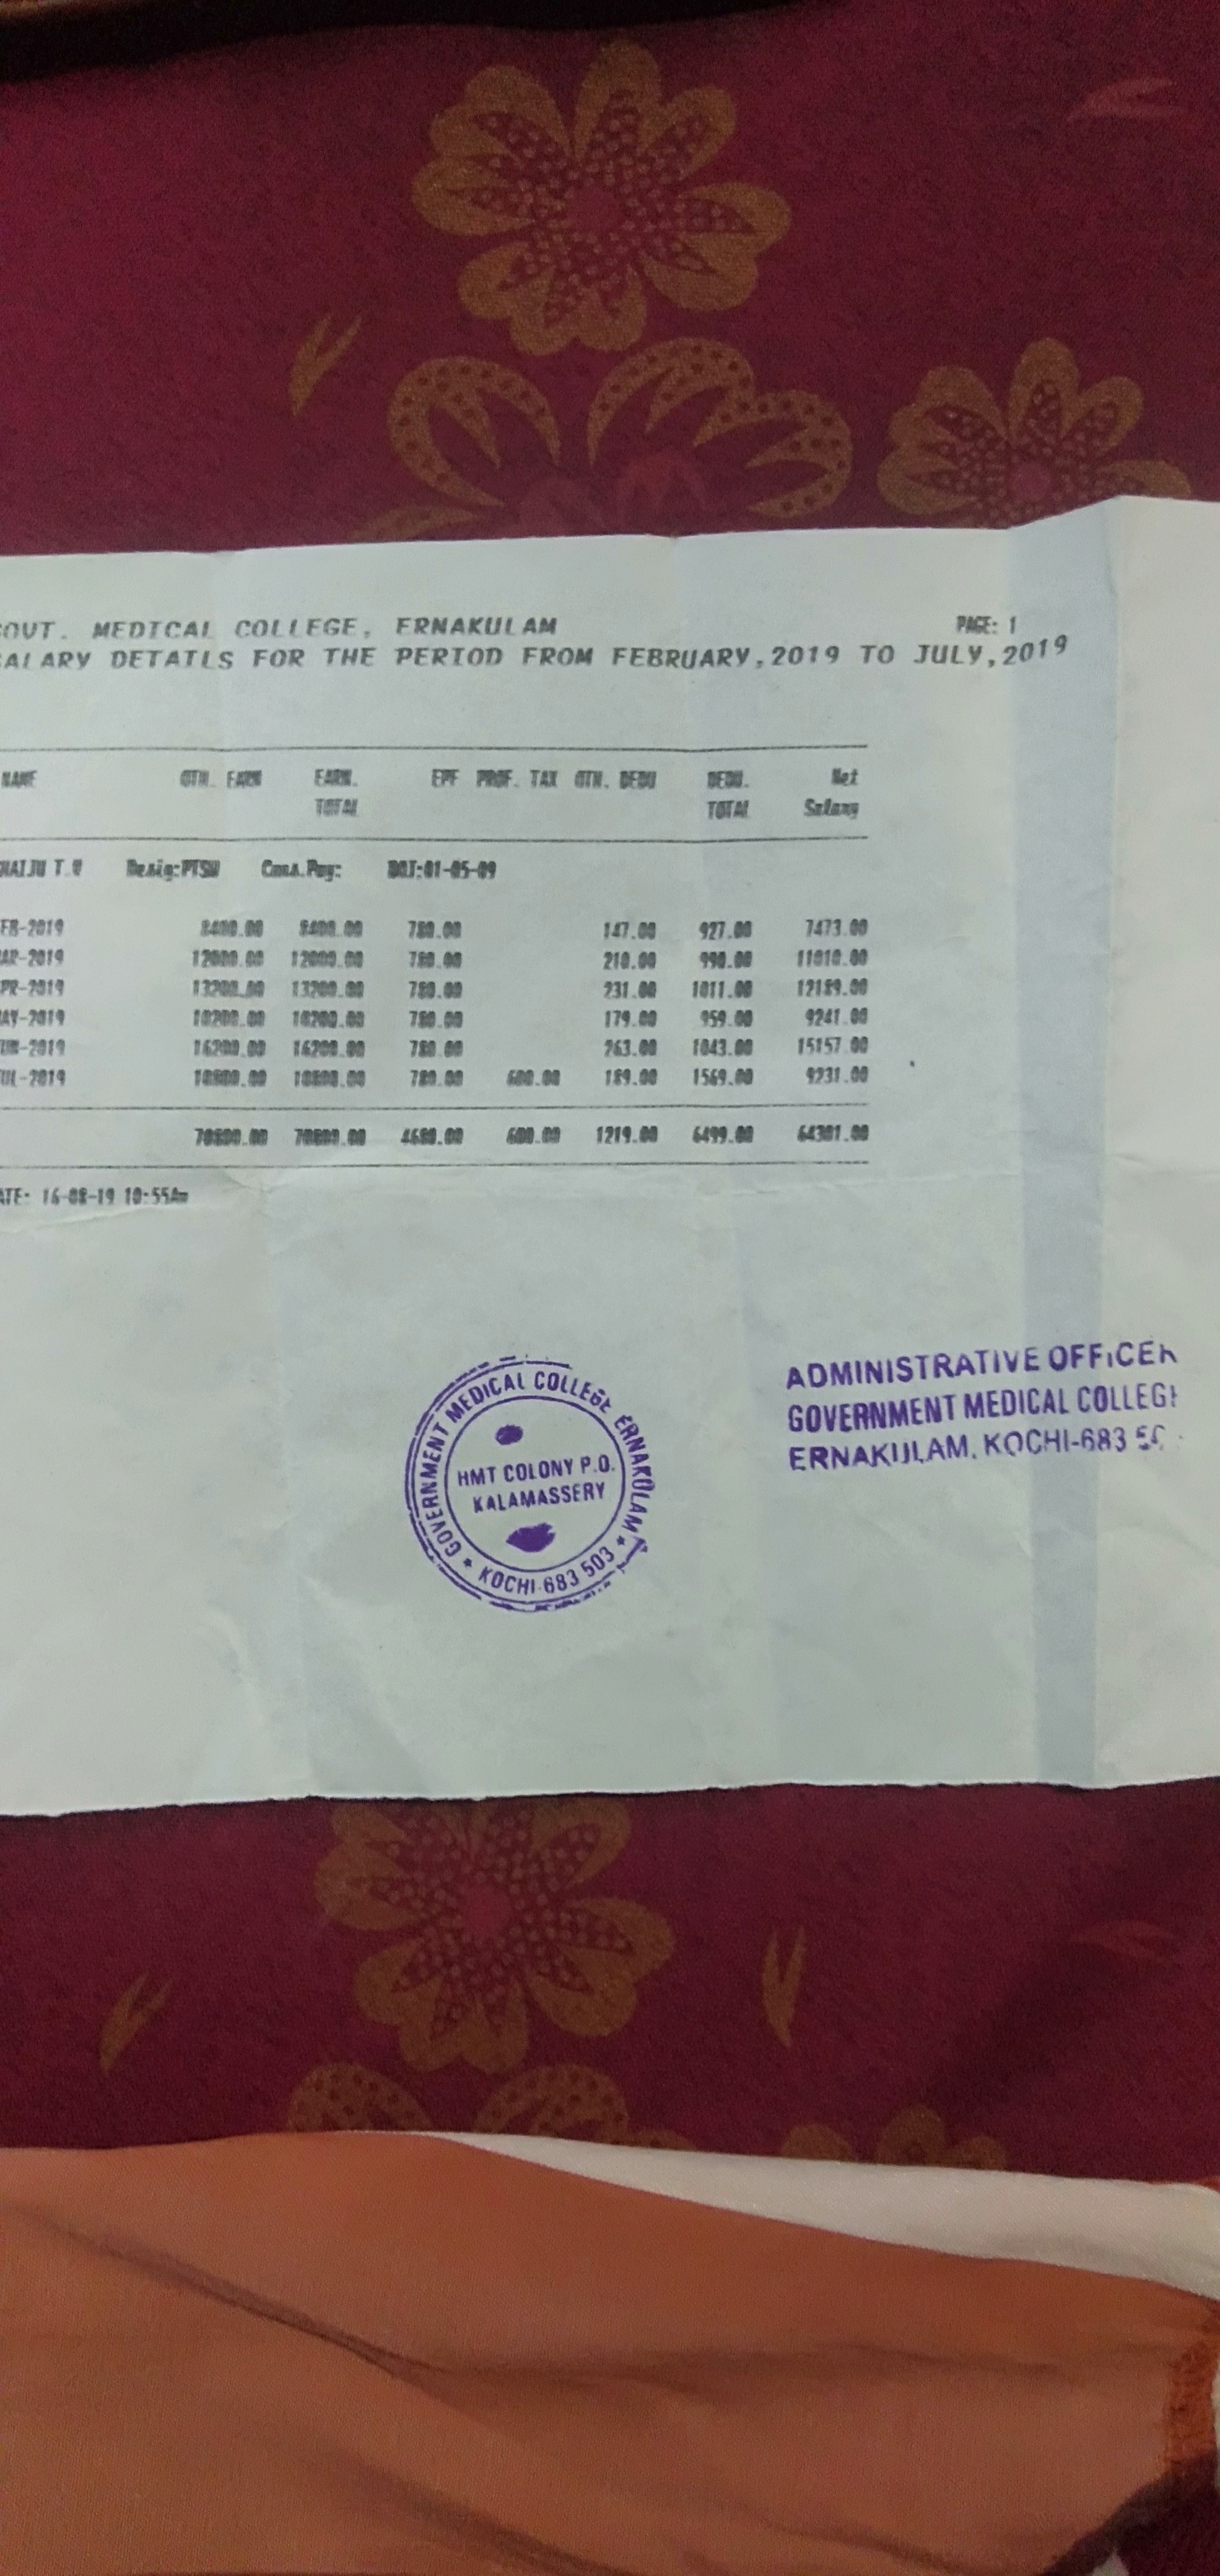 GOVT. MEDICAL COLLEGE, ERNAKULAM PAGE: 1
SALARY DETAILS FOR THE PERIOD FROM FEBRUARY,2019 TO JULY,2019
NAME OTH. EARN EARN. TOTAL EPF PROF. TAX OTH. DEDU DEDU. TOTAL Net Salary
T.V Desig:PTSW Cons.Pay: DOJ:01-05-09
EB-2019 8400.00 8400.00 780.00 147.00 927.00 7473.00
AR-2019 12000.00 12000.00 780.00 210.00 990.00 11010.00
PR-2019 13200.00 13200.00 780.00 231.00 1011.00 12189.00
AY-2019 10200.00 10200.00 780.00 179.00 959.00 9241.00
UN-2019 16200.00 16200.00 780.00 263.00 1043.00 15157.00
UL-2019 10800.00 10800.00 780.00 600.00 189.00 1569.00 9231.00
70800.00 70800.00 4680.00 600.00 1219.00 6499.00 64301.00
ATE: 16-08-19 10:55Am
GOVERNMENT MEDICAL COLLEGE ERNAKULAM
HMT COLONY P.O.
KALAMASSERY
★ KOCHI-683 503 ★
ADMINISTRATIVE OFFICER
GOVERNMENT MEDICAL COLLEGE
ERNAKULAM, KOCHI-683